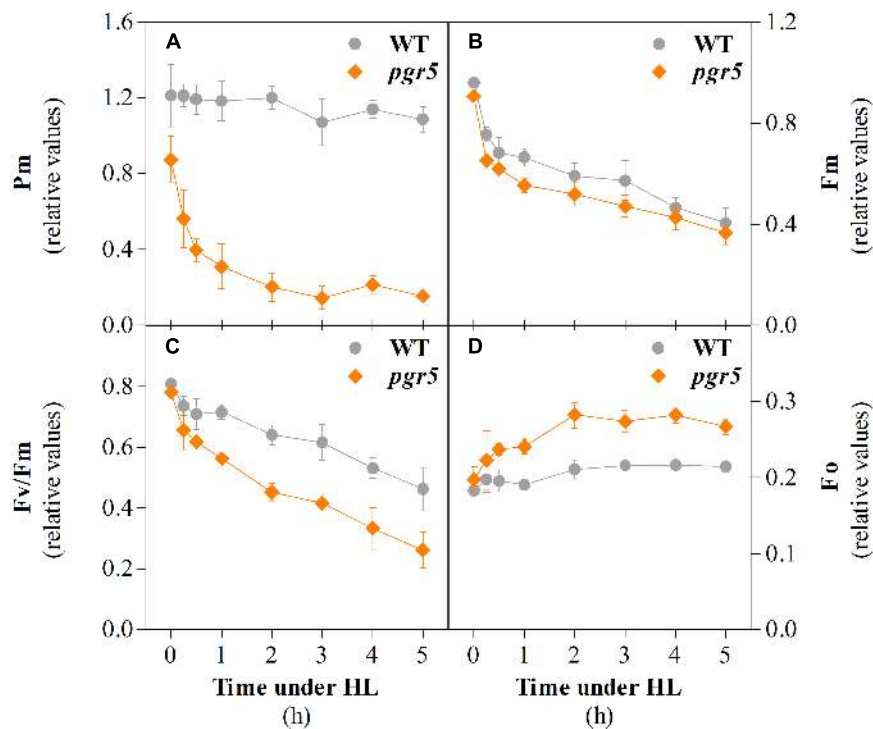 A
WT
pgr5
1.6
1.2
0.8
0.4
0.0
Pm
(relative values)
B
WT
pgr5
1.2
0.8
0.4
0.0
Fm
(relative values)
C
WT
pgr5
0.8
0.6
0.4
0.2
0.0
Fv/Fm
(relative values)
0 1 2 3 4 5
Time under HL
(h)
D
WT
pgr5
0.3
0.2
0.1
0.0
Fo
(relative values)
0 1 2 3 4 5
Time under HL
(h)